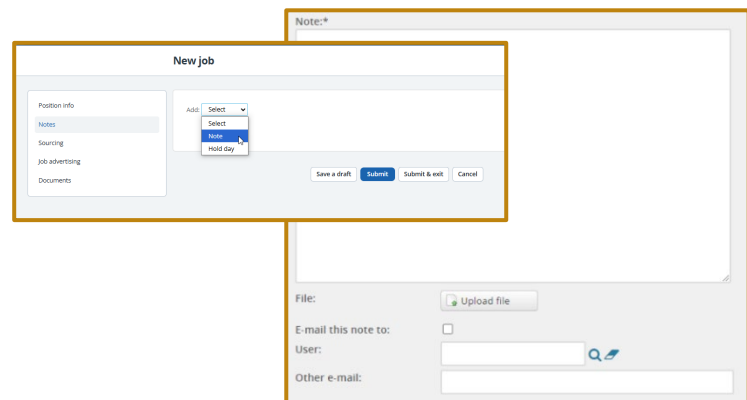 Note:*
New job
Position info
Notes
Sourcing
Job advertising
Documents
Add: Select
Select
Note
Hold day
Save a draft Submit Submit & exit Cancel
File: Upload file
E-mail this note to:
User:
Other e-mail: